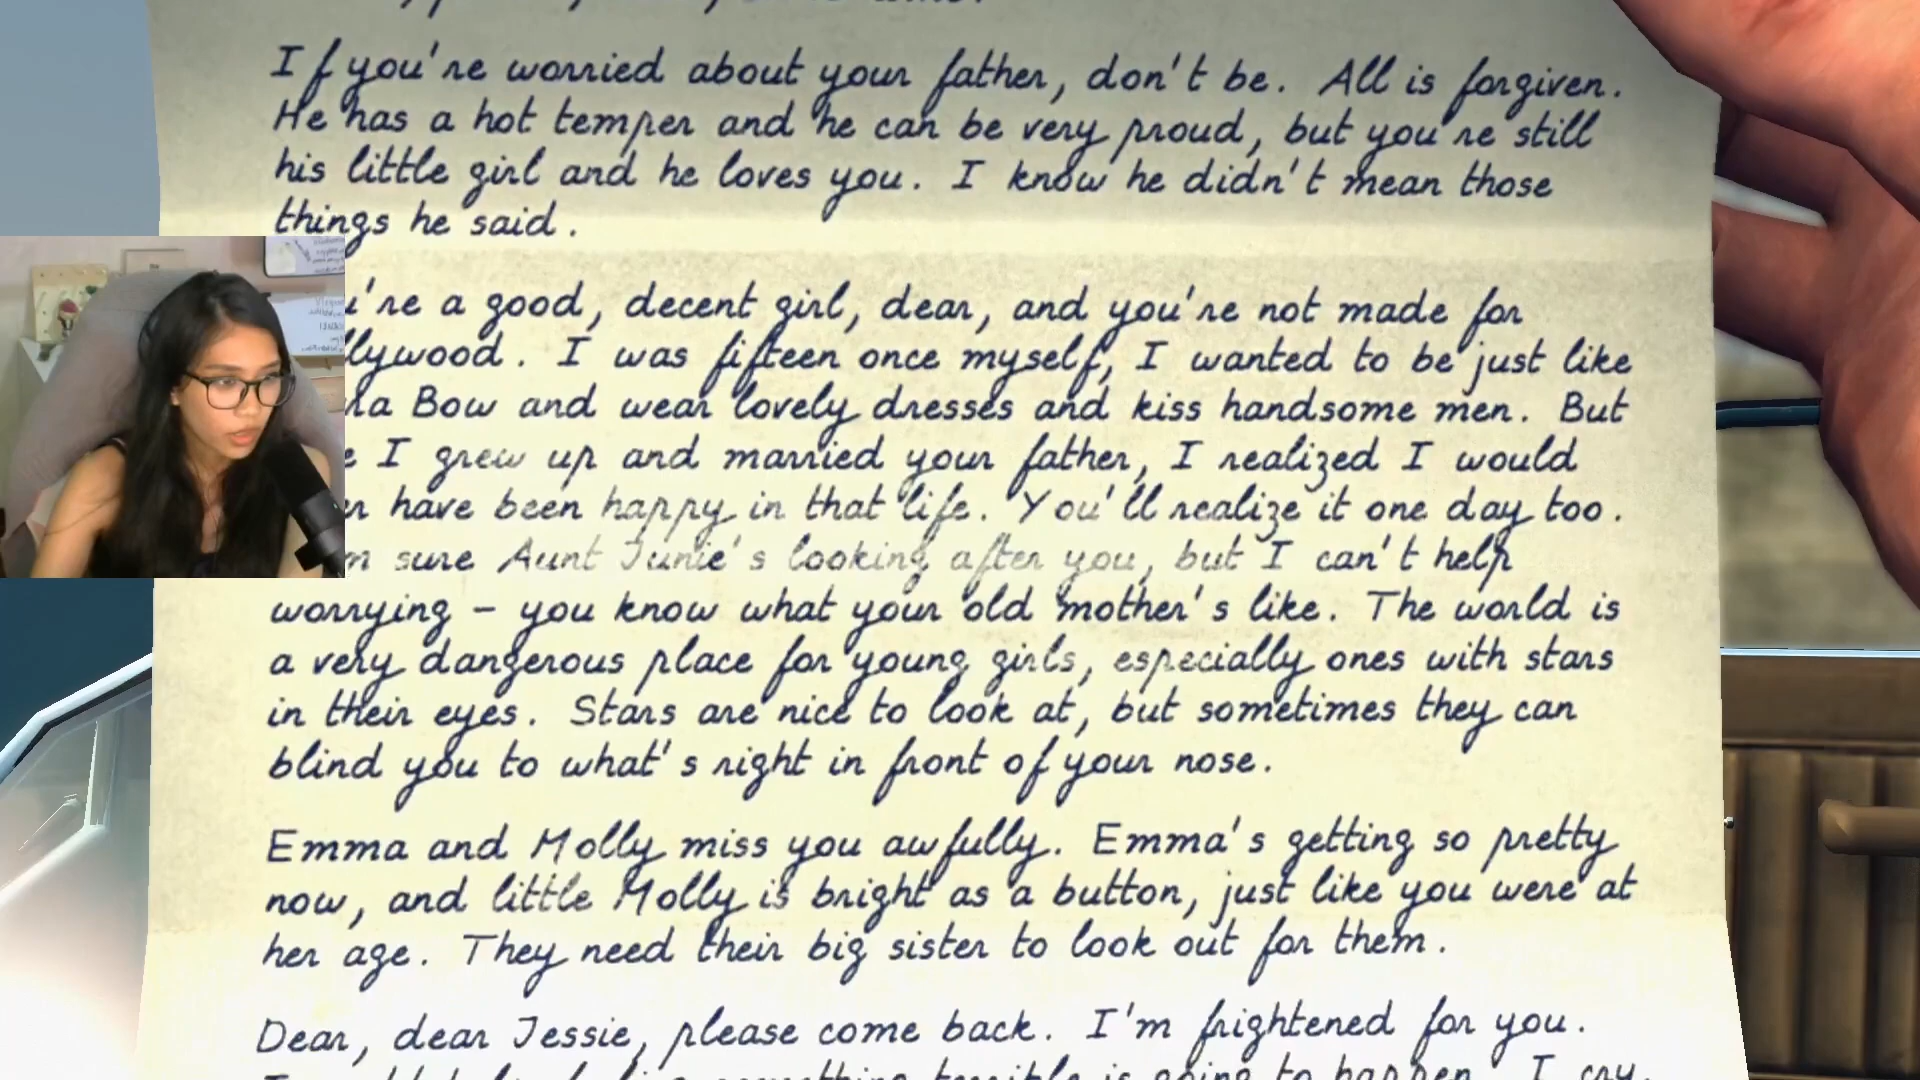 If you're worried about your father, don't be. All is forgiven.
He has a hot temper and he can be very proud, but you're still
his little girl and he loves you. I know he didn't mean those
things he said.
're a good, decent girl, dear, and you're not made for
llywood. I was fifteen once myself, I wanted to be just like
Bow and wear lovely dresses and kiss handsome men. But
I grew up and married your father, I realized I would
have been happy in that life. You'll realize it one day too.
sure Aunt Junie's looking after you, but I can't help
worrying - you know what your old mother's like. The world is
a very dangerous place for young girls, especially ones with stars
in their eyes. Stars are nice to look at, but sometimes they can
blind you to what's right in front of your nose.
Emma and Molly miss you awfully. Emma's getting so pretty
now, and little Molly is bright as a button, just like you were at
her age. They need their big sister to look out for them.
Dear, dear Jessie, please come back. I'm frightened for you.
something terrible is going to happen. I cry